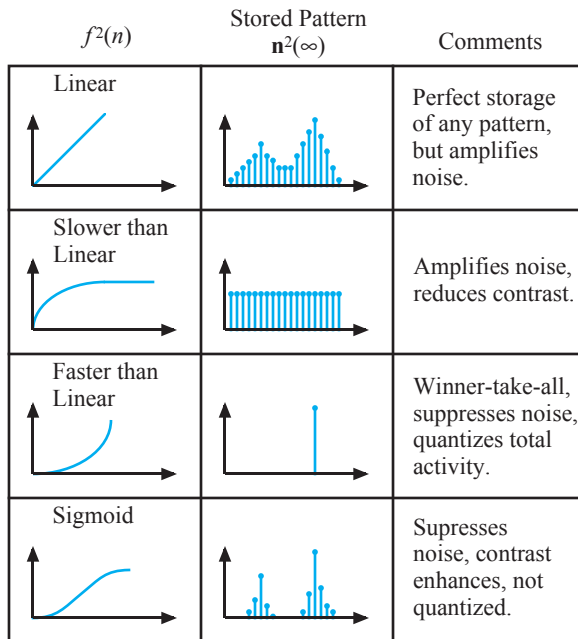 f²(n)
Stored Pattern
n²(∞)
Comments
Linear
Perfect storage
of any pattern,
but amplifies
noise.
Slower than
Linear
Amplifies noise,
reduces contrast.
Faster than
Linear
Winner-take-all,
suppresses noise,
quantizes total
activity.
Sigmoid
Supresses
noise, contrast
enhances, not
quantized.